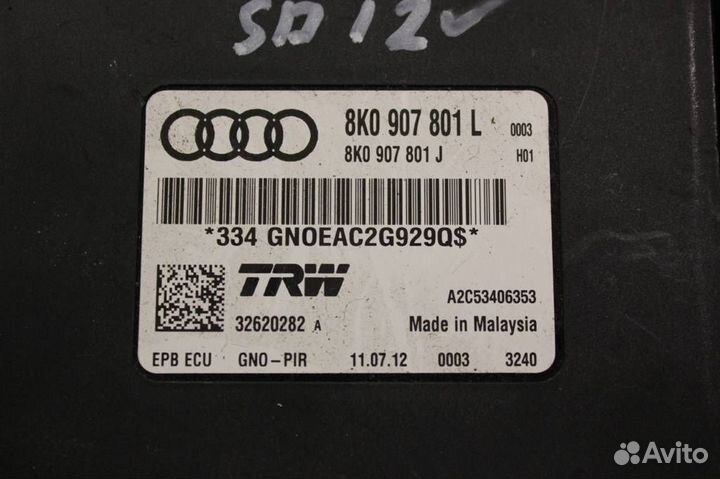 SD 12
8K0 907 801 L 0003
8K0 907 801 J H01
*334 GNOEAC2G929Q$*
TRW
A2C53406353
32620282 A Made in Malaysia
EPB ECU GNO-PIR 11.07.12 0003 3240
Avito